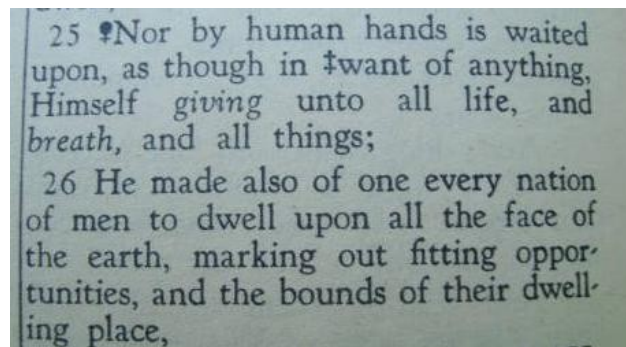 25 ‽Nor by human hands is waited
upon, as though in ‡want of anything,
Himself giving unto all life, and
breath, and all things;
26 He made also of one every nation
of men to dwell upon all the face of
the earth, marking out fitting oppor-
tunities, and the bounds of their dwell-
ing place,